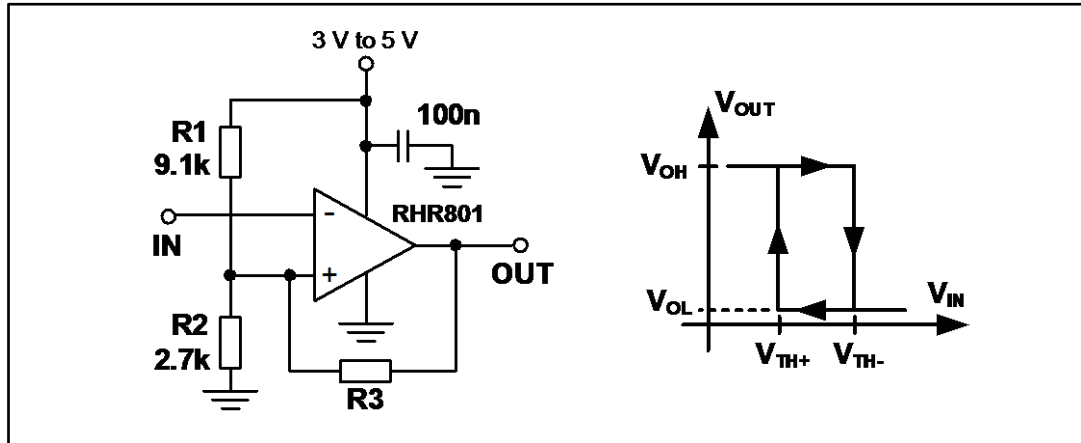 3 V to 5 V
R1
9.1k
100n
RHR801
-
IN
+
OUT
R2
2.7k
R3
VOUT
VOH
VOL
VIN
VTH+
VTH-